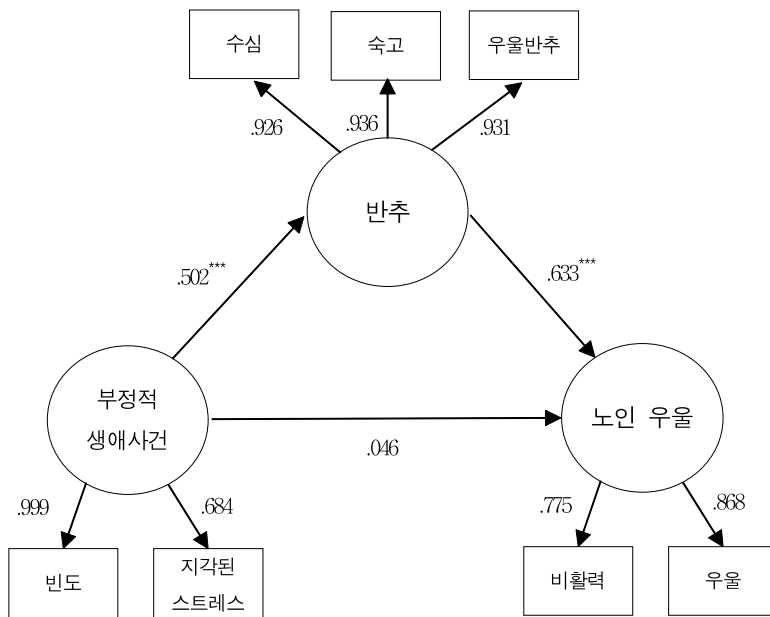 수심
숙고
우울반추
.926
.936
.931
반추
.502***
.633***
부정적
생애사건
노인 우울
.046
.999
.684
.775
.868
빈도
지각된
스트레스
비활력
우울